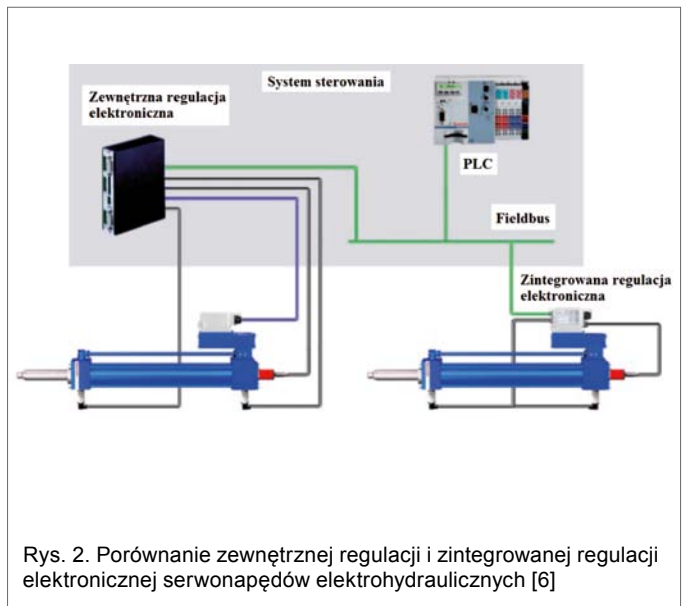 System sterowania
Zewnętrzna regulacja
elektroniczna
PLC
Fieldbus
Zintegrowana regulacja
elektroniczna
Rys. 2. Porównanie zewnętrznej regulacji i zintegrowanej regulacji
elektronicznej serwonapędów elektrohydraulicznych [6]